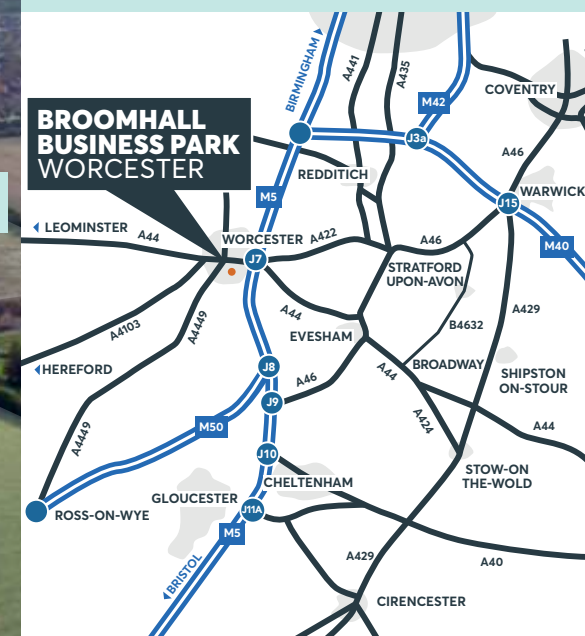 BROOMHALL
BUSINESS PARK
WORCESTER
BIRMINGHAM
A441
A435
COVENTRY
M42
J3a
A46
REDDITCH
WARWICK
M5
J15
LEOMINSTER
A44
WORCESTER
A422
A46
M40
J7
STRATFORD
UPON-AVON
A44
A429
A4103
A4449
EVESHAM
B4632
HEREFORD
J8
A46
A44
BROADWAY
SHIPSTON
ON-STOUR
J9
A424
A44
A4449
M50
J10
STOW-ON
THE-WOLD
CHELTENHAM
GLOUCESTER
J11A
ROSS-ON-WYE
M5
A429
A40
BRISTOL
CIRENCESTER